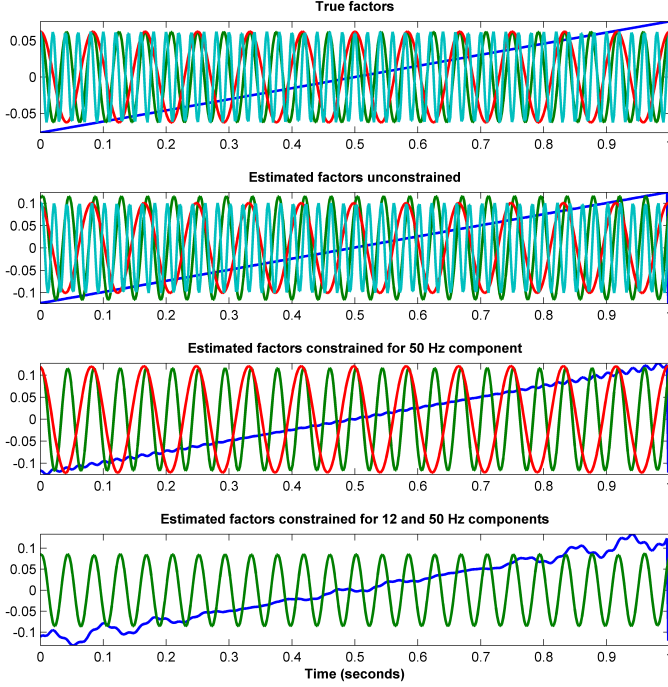 True factors
0.05
0
-0.05
0 0.1 0.2 0.3 0.4 0.5 0.6 0.7 0.8 0.9 1
Estimated factors unconstrained
0.1
0.05
0
-0.05
-0.1
0 0.1 0.2 0.3 0.4 0.5 0.6 0.7 0.8 0.9 1
Estimated factors constrained for 50 Hz component
0.1
0.05
0
-0.05
-0.1
0 0.1 0.2 0.3 0.4 0.5 0.6 0.7 0.8 0.9 1
Estimated factors constrained for 12 and 50 Hz components
0.1
0.05
0
-0.05
-0.1
0 0.1 0.2 0.3 0.4 0.5 0.6 0.7 0.8 0.9 1
Time (seconds)